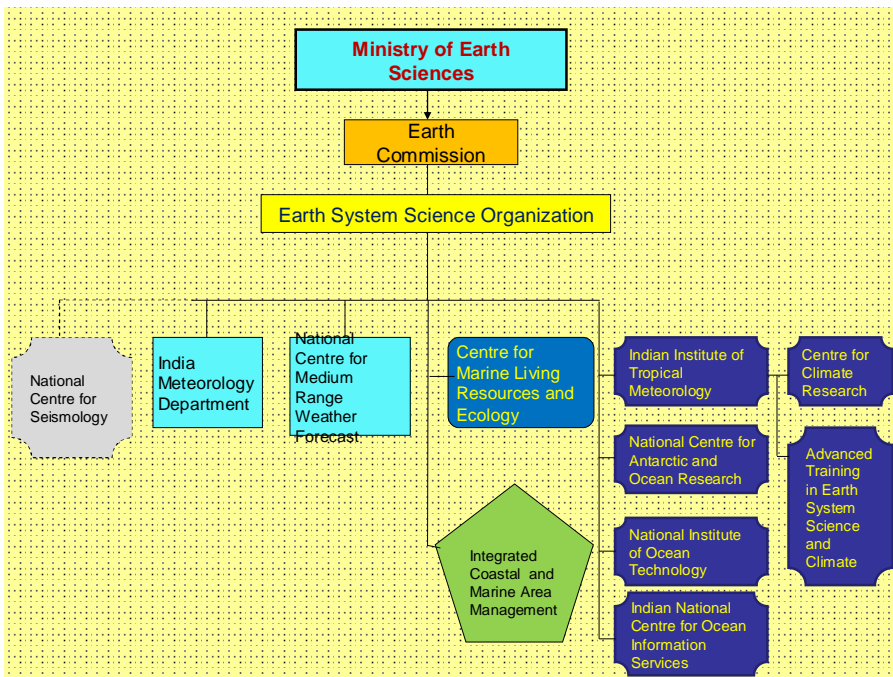 Ministry of Earth
Sciences
Earth
Commission
Earth System Science Organization
National
Centre for
Seismology
India
Meteorology
Department
National
Centre for
Medium
Range
Weather
Forecast
Centre for
Marine Living
Resources and
Ecology
Indian Institute of
Tropical
Meteorology
Centre for
Climate
Research
National Centre for
Antarctic and
Ocean Research
Advanced
Training
in Earth
System
Science
and
Climate
Integrated
Coastal and
Marine Area
Management
National Institute
of Ocean
Technology
Indian National
Centre for Ocean
Information
Services